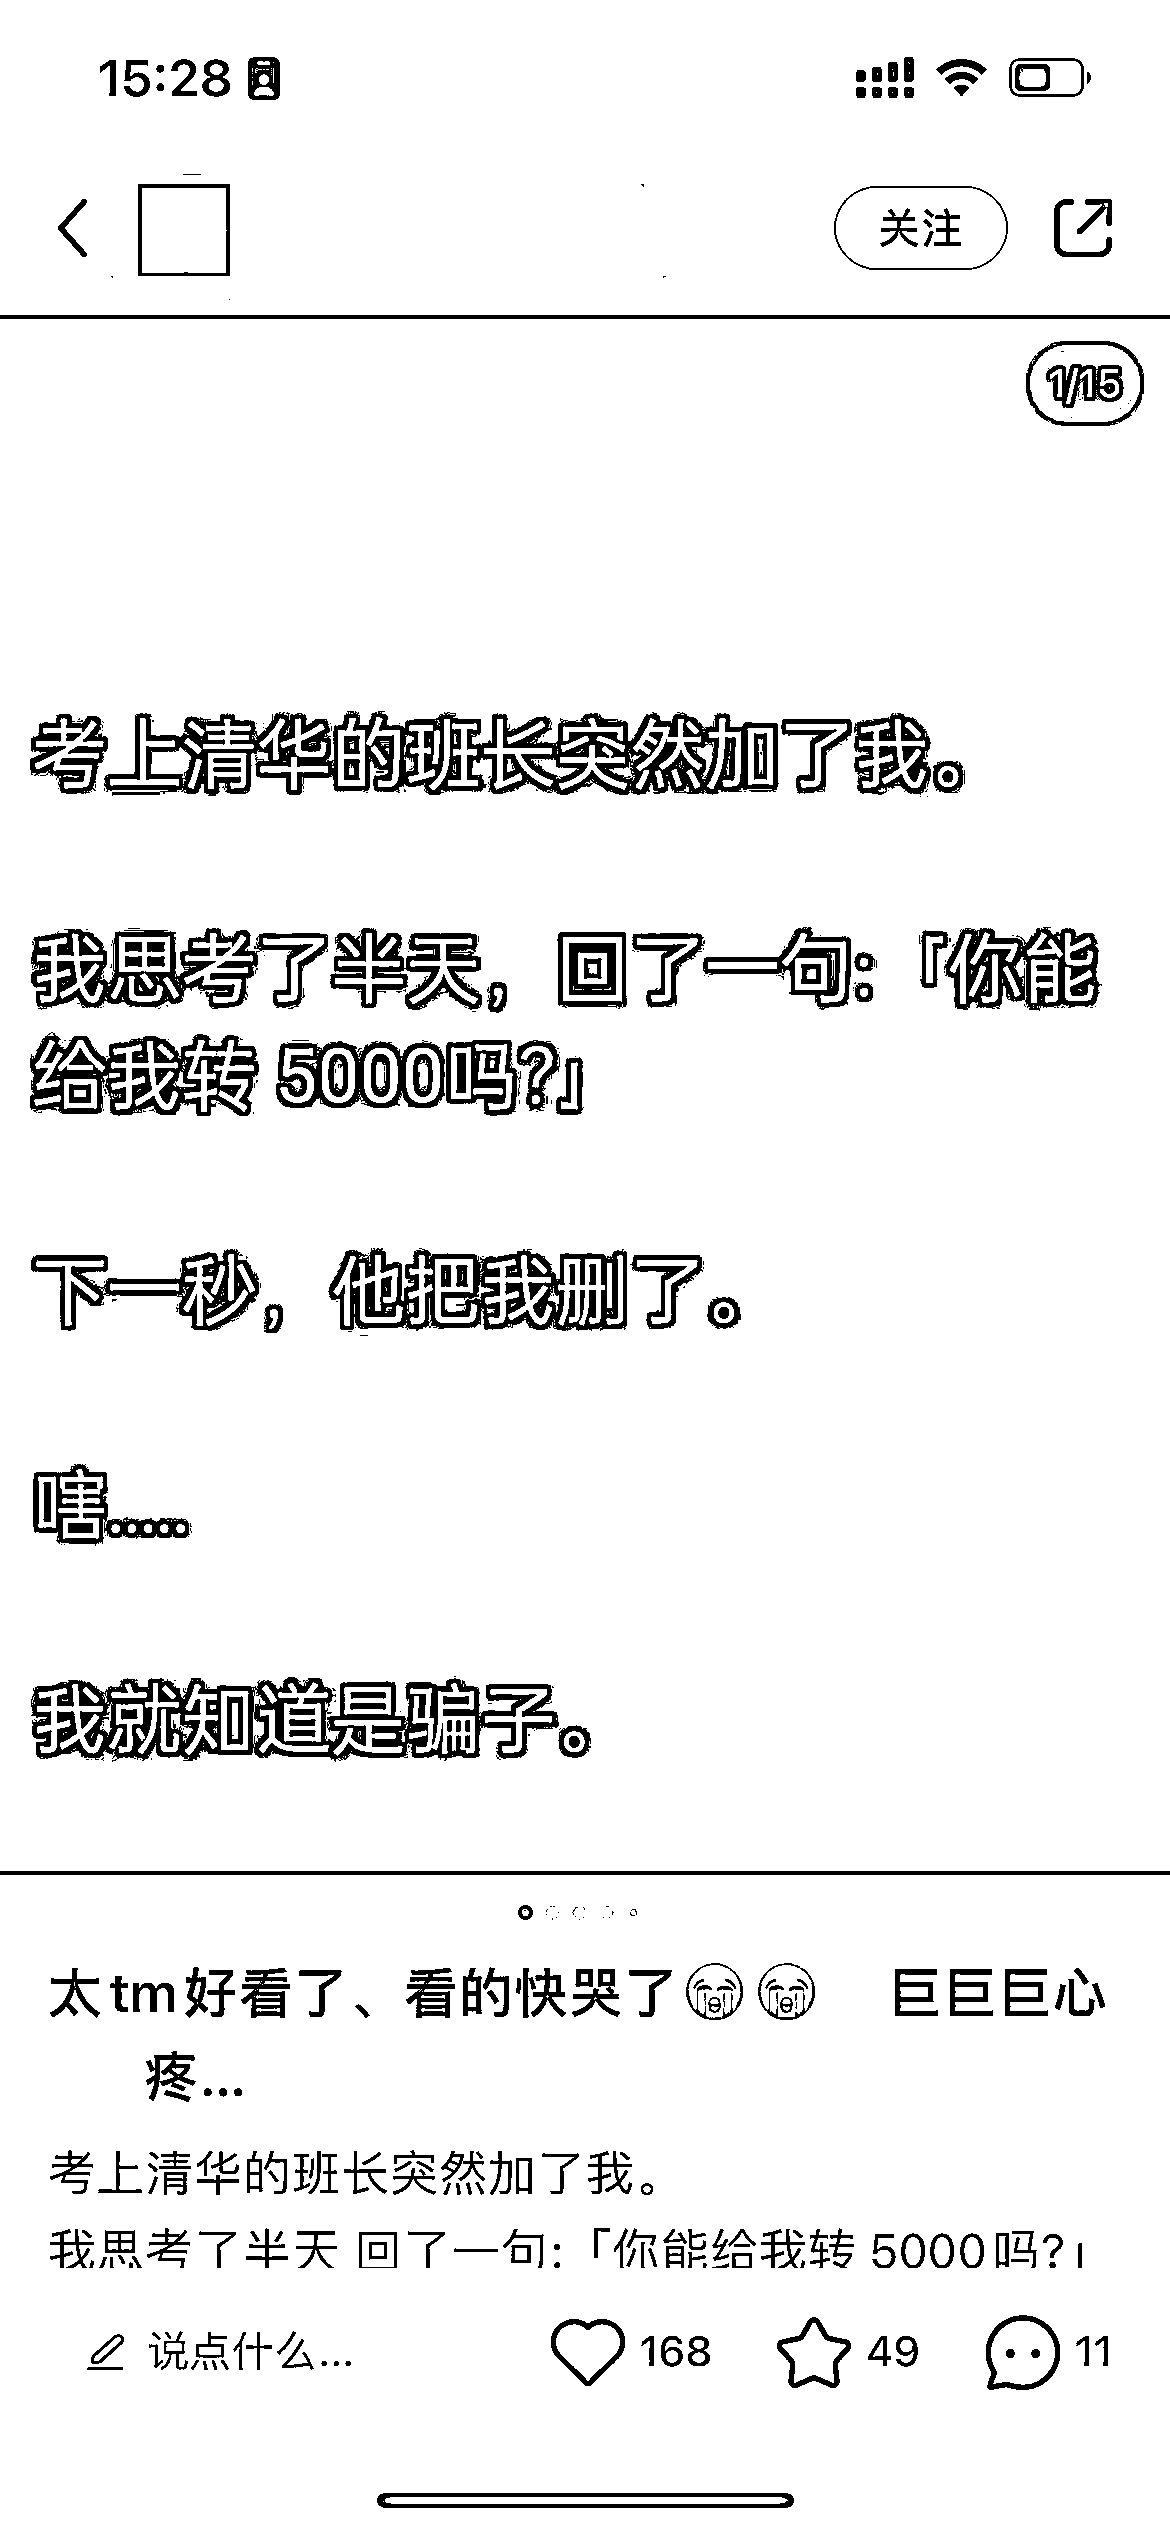 15:28
关注
1/15
考上清华的班长突然加了我。
我思考了半天，回了一句:「你能
给我转 5000吗?」
下一秒，他把我删了。
嗐.....
我就知道是骗子。
太tm好看了、看的快哭了😭😭 巨巨巨心
疼...
考上清华的班长突然加了我。
我思考了半天 回了一句:「你能给我转 5000吗?」
说点什么...
168
49
11